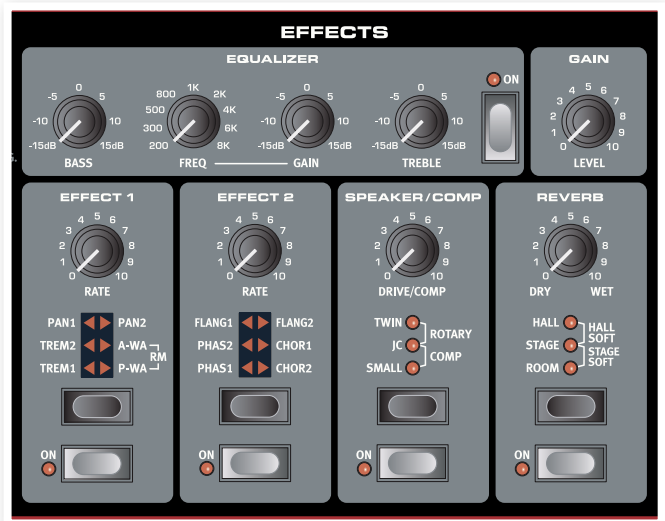 EFFECTS
EQUALIZER
-15dB -10 -5 0 5 10 15dB
BASS
200 300 500 800 1K 2K 4K 6K 8K
FREQ
-15dB -10 -5 0 5 10 15dB
GAIN
-15dB -10 -5 0 5 10 15dB
TREBLE
ON
GAIN
0 1 2 3 4 5 6 7 8 9 10
LEVEL
G.
EFFECT 1
0 1 2 3 4 5 6 7 8 9 10
RATE
PAN1 PAN2
TREM2 A-WA
RM
TREM1 P-WA
ON
EFFECT 2
0 1 2 3 4 5 6 7 8 9 10
RATE
FLANG1 FLANG2
PHAS2 CHOR1
PHAS1 CHOR2
ON
SPEAKER/COMP
0 1 2 3 4 5 6 7 8 9 10
DRIVE/COMP
TWIN
ROTARY
JC
COMP
SMALL
ON
REVERB
0 1 2 3 4 5 6 7 8 9 10
DRY WET
HALL
HALL
SOFT
STAGE
STAGE
SOFT
ROOM
ON